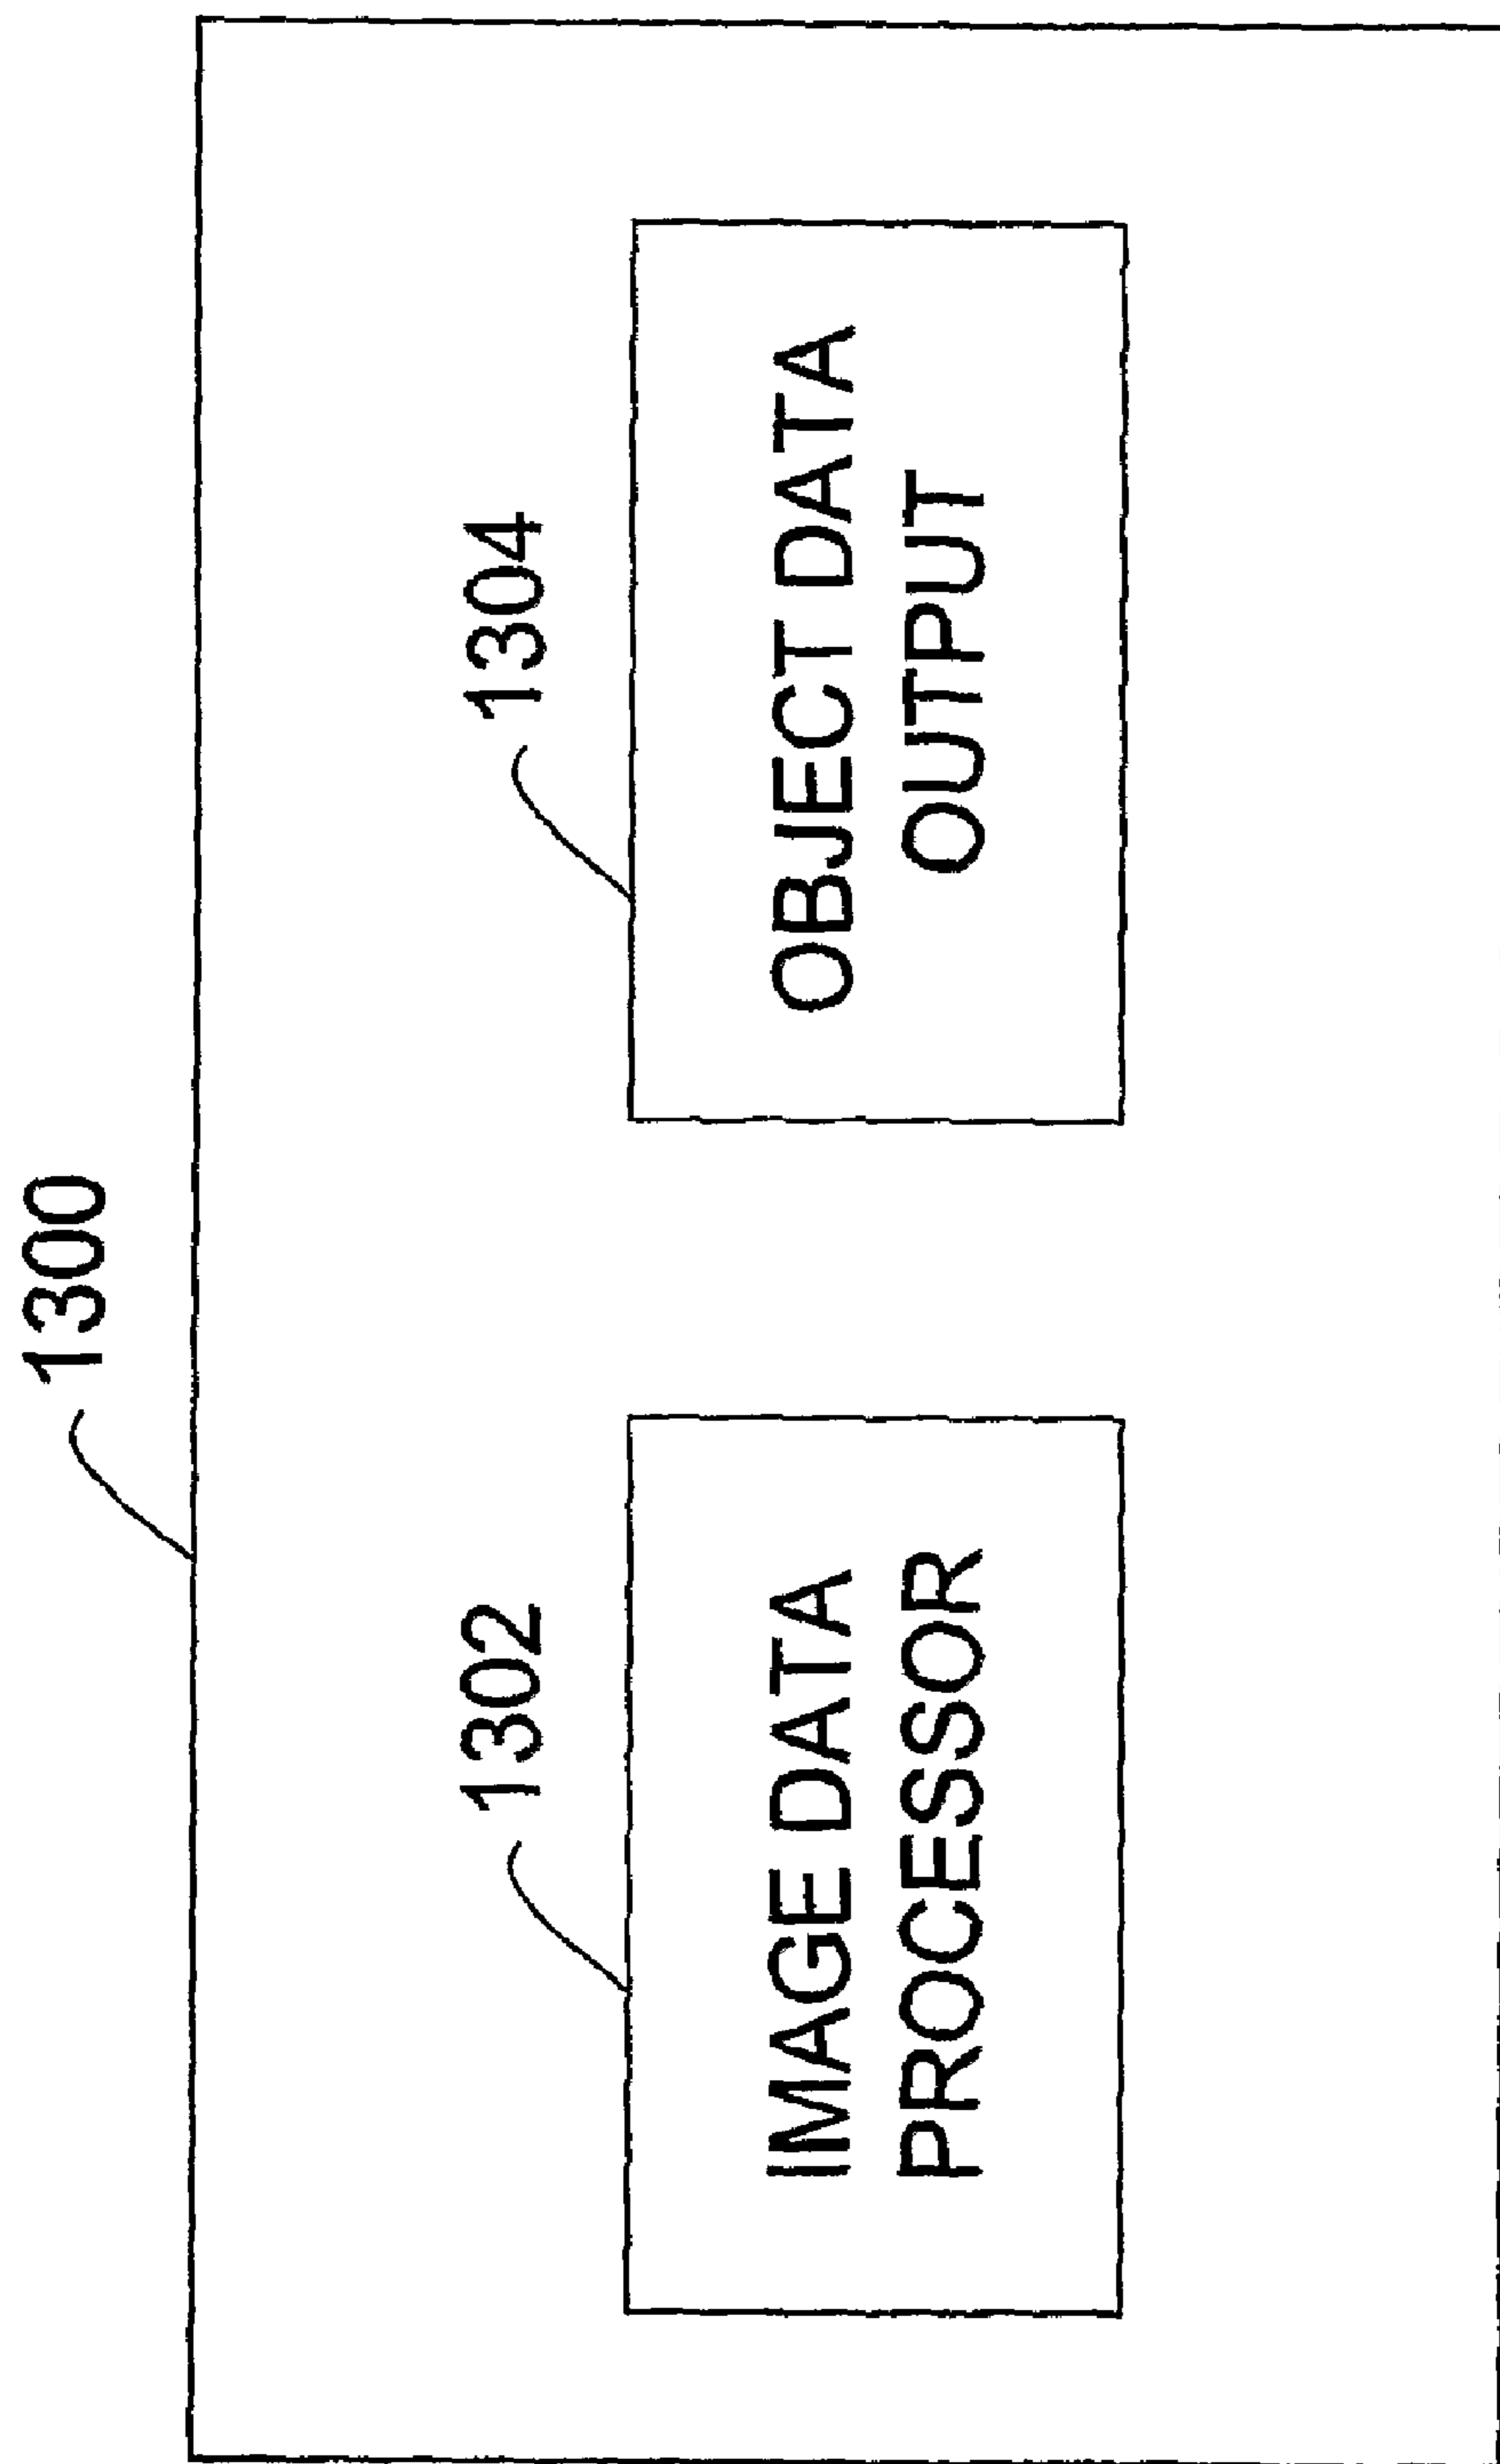 1300
1302
IMAGE DATA
PROCESSOR
1304
OBJECT DATA
OUTPUT